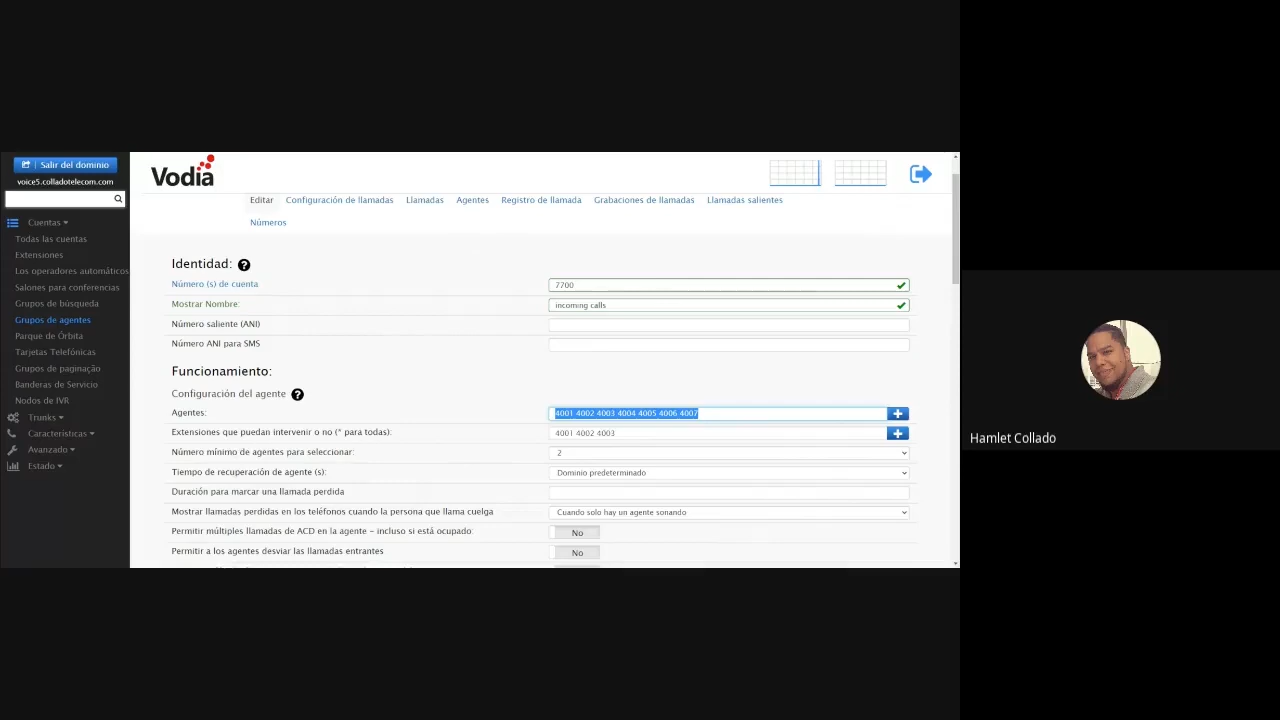 Salir del dominio
voice5.colladotelecom.com
Cuentas
Todas las cuentas
Extensiones
Los operadores automáticos
Salones para conferencias
Grupos de búsqueda
Grupos de agentes
Parque de Órbita
Tarjetas Telefónicas
Grupos de paginação
Banderas de Servicio
Nodos de IVR
Trunks
Características
Avanzado
Estado
Vodia
Editar Configuración de llamadas Llamadas Agentes Registro de llamada Grabaciones de llamadas Llamadas salientes
Números
Identidad:
Número (s) de cuenta 7700
Mostrar Nombre: incoming calls
Número saliente (ANI)
Número ANI para SMS
Funcionamiento:
Configuración del agente
Agentes: 4001 4002 4003 4004 4005 4006 4007
Extensiones que puedan intervenir o no (* para todas): 4001 4002 4003
Número mínimo de agentes para seleccionar: 2
Tiempo de recuperación de agente (s): Dominio predeterminado
Duración para marcar una llamada perdida
Mostrar llamadas perdidas en los teléfonos cuando la persona que llama cuelga Cuando solo hay un agente sonando
Permitir múltiples llamadas de ACD en la agente - incluso si está ocupado: No
Permitir a los agentes desviar las llamadas entrantes No
Hamlet Collado